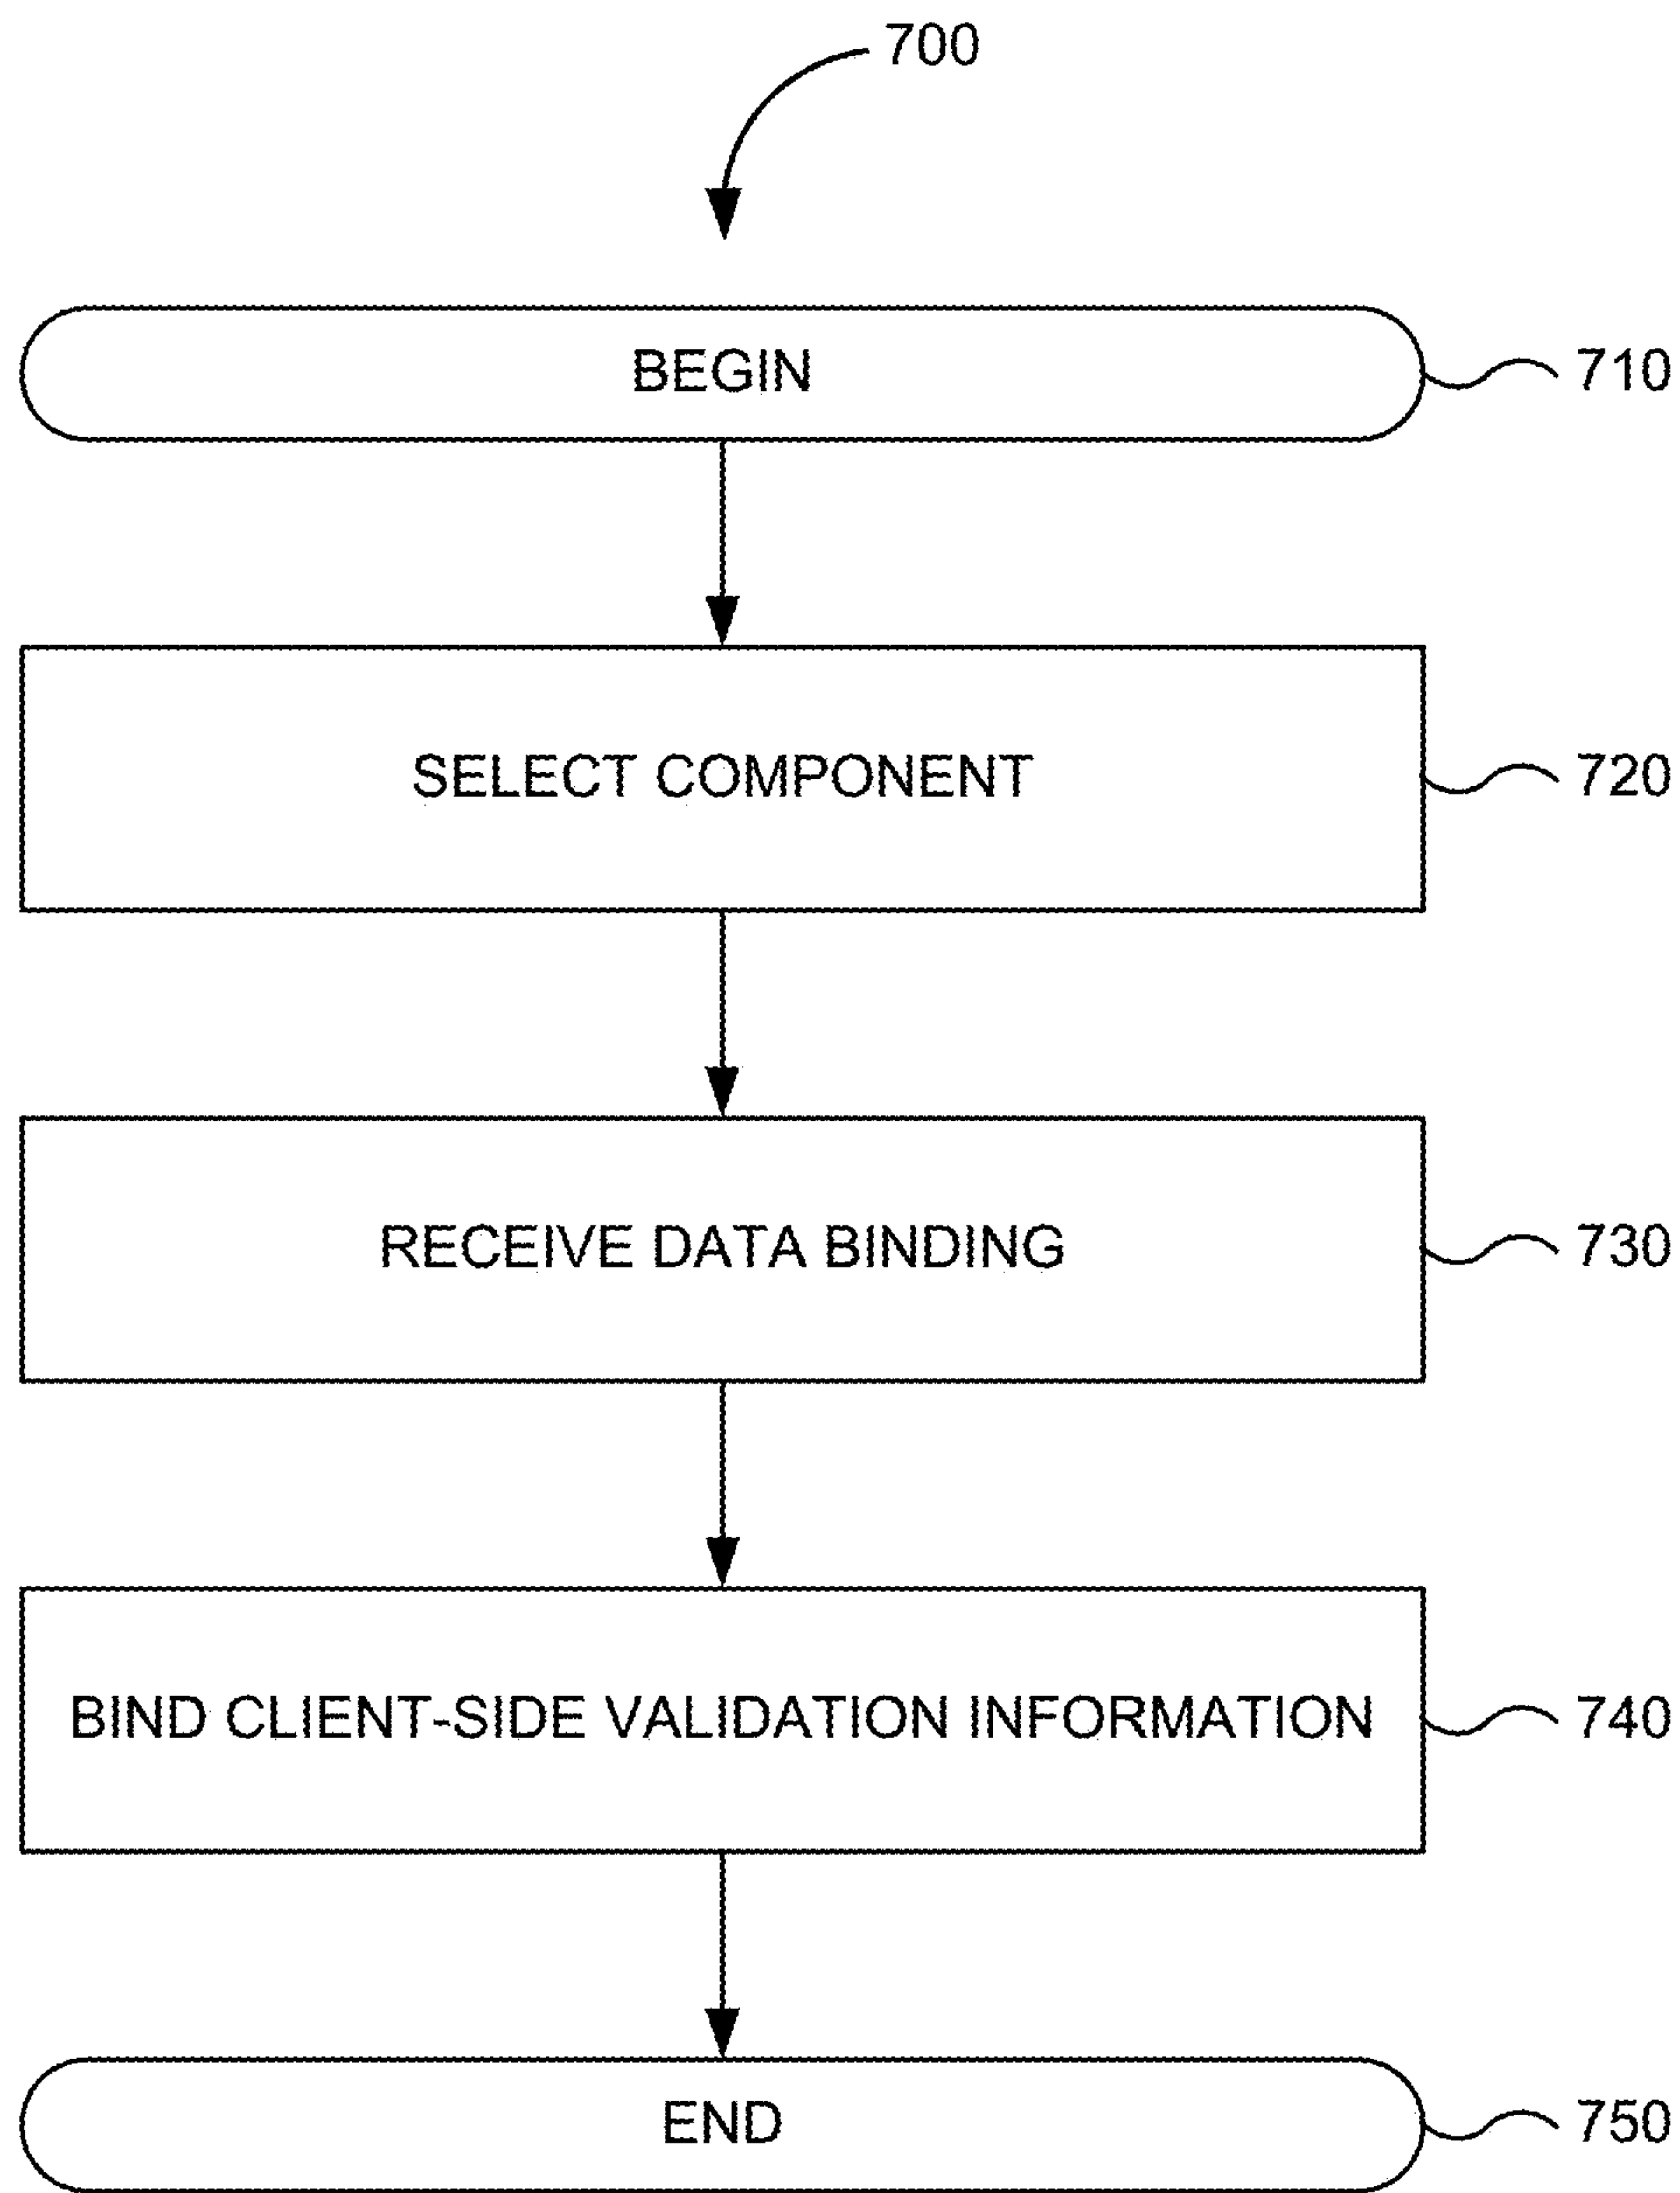 700
BEGIN
710
SELECT COMPONENT
720
RECEIVE DATA BINDING
730
BIND CLIENT-SIDE VALIDATION INFORMATION
740
END
750